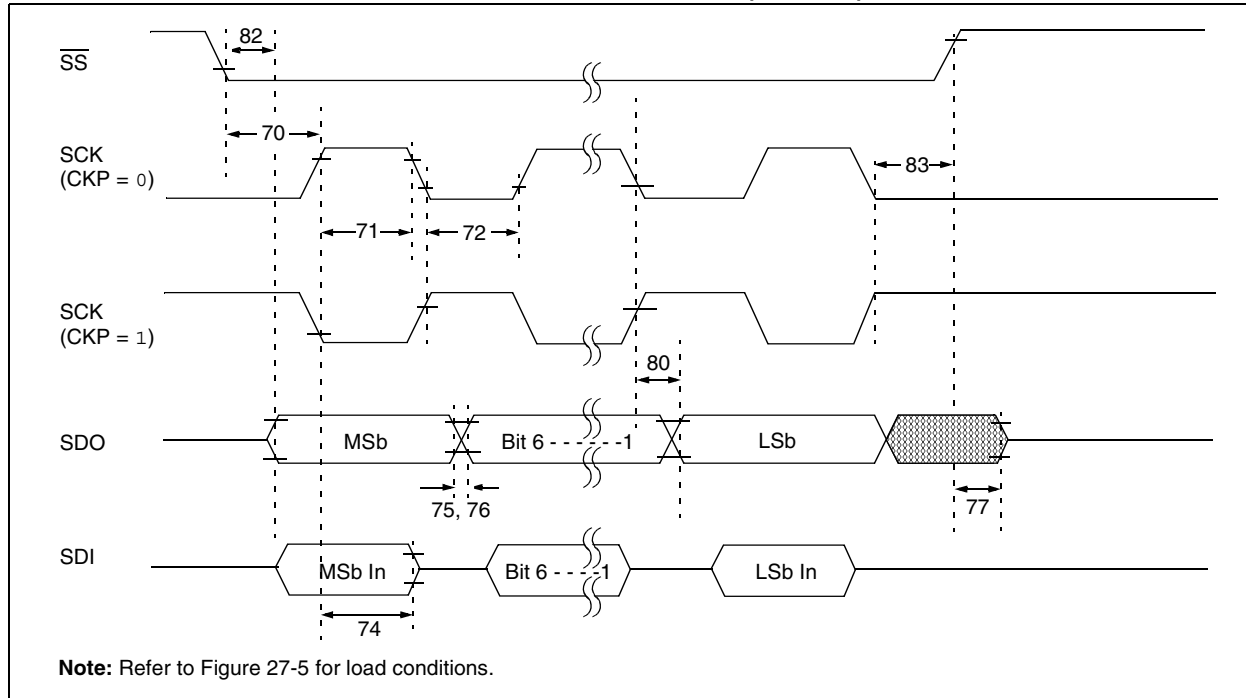 82
SS
70
SCK
(CKP = 0)
83
71
72
SCK
(CKP = 1)
80
SDO
MSb
Bit 6 - - - - - -1
LSb
75, 76
77
SDI
MSb In
Bit 6 - - - -1
LSb In
74
Note: Refer to Figure 27-5 for load conditions.